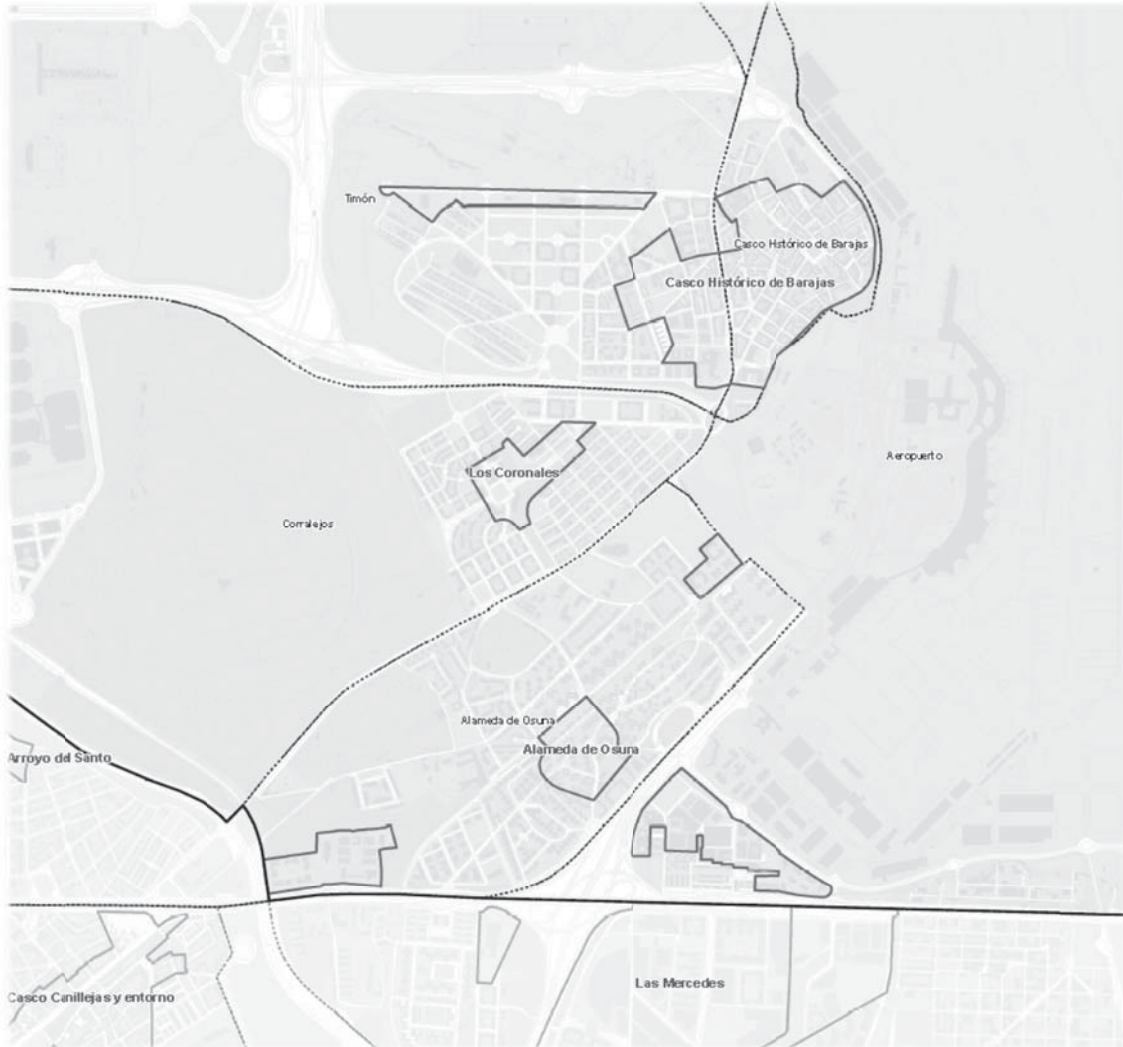 Timón
Casco Hstórico de Barajas
Casco Histórico de Barajas
Aeropuerto
Los Coronales
Corralejos
Alameda de Osuna
Alameda de Osuna
Arroyo del Santo
Las Mercedes
Casco Canillejas y entorno